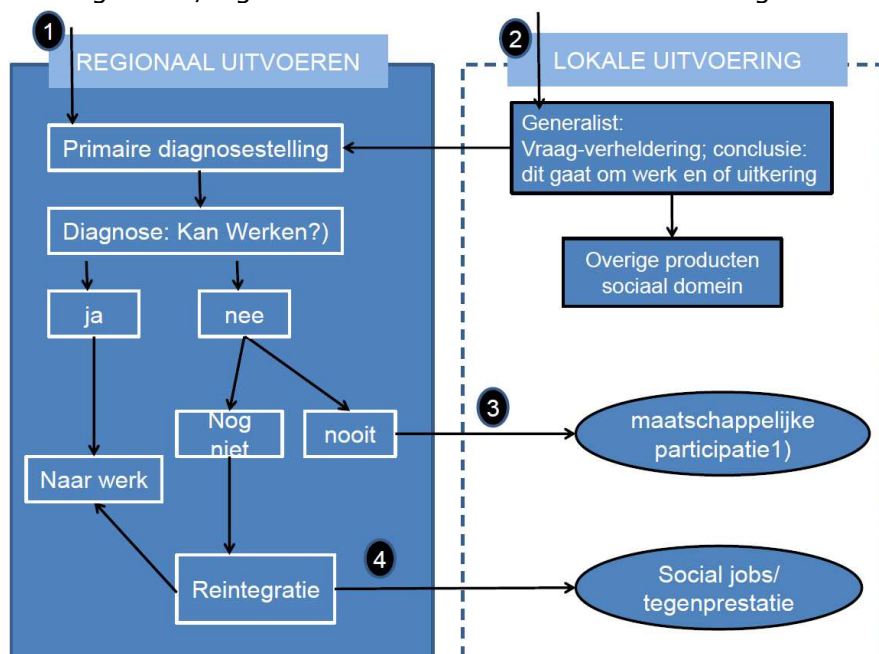 1
2
REGIONAAL UITVOEREN
LOKALE UITVOERING
Primaire diagnosestelling
Generalist:
Vraag-verheldering; conclusie:
dit gaat om werk en of uitkering
Diagnose: Kan Werken?)
Overige producten
sociaal domein
ja
nee
3
Nog
niet
nooit
maatschappelijke
participatie1)
Naar werk
4
Reintegratie
Social jobs/
tegenprestatie